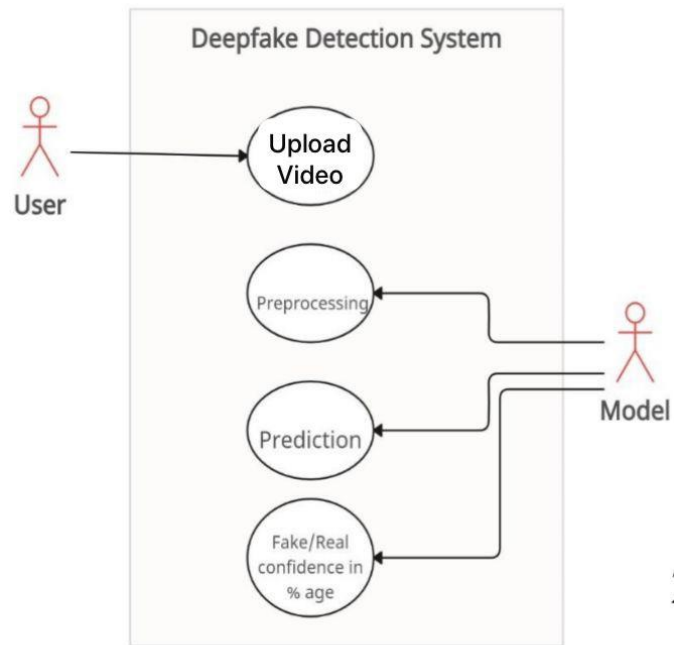 Deepfake Detection System
Upload
Video
User
Preprocessing
Model
Prediction
Fake/Real
confidence in
% age